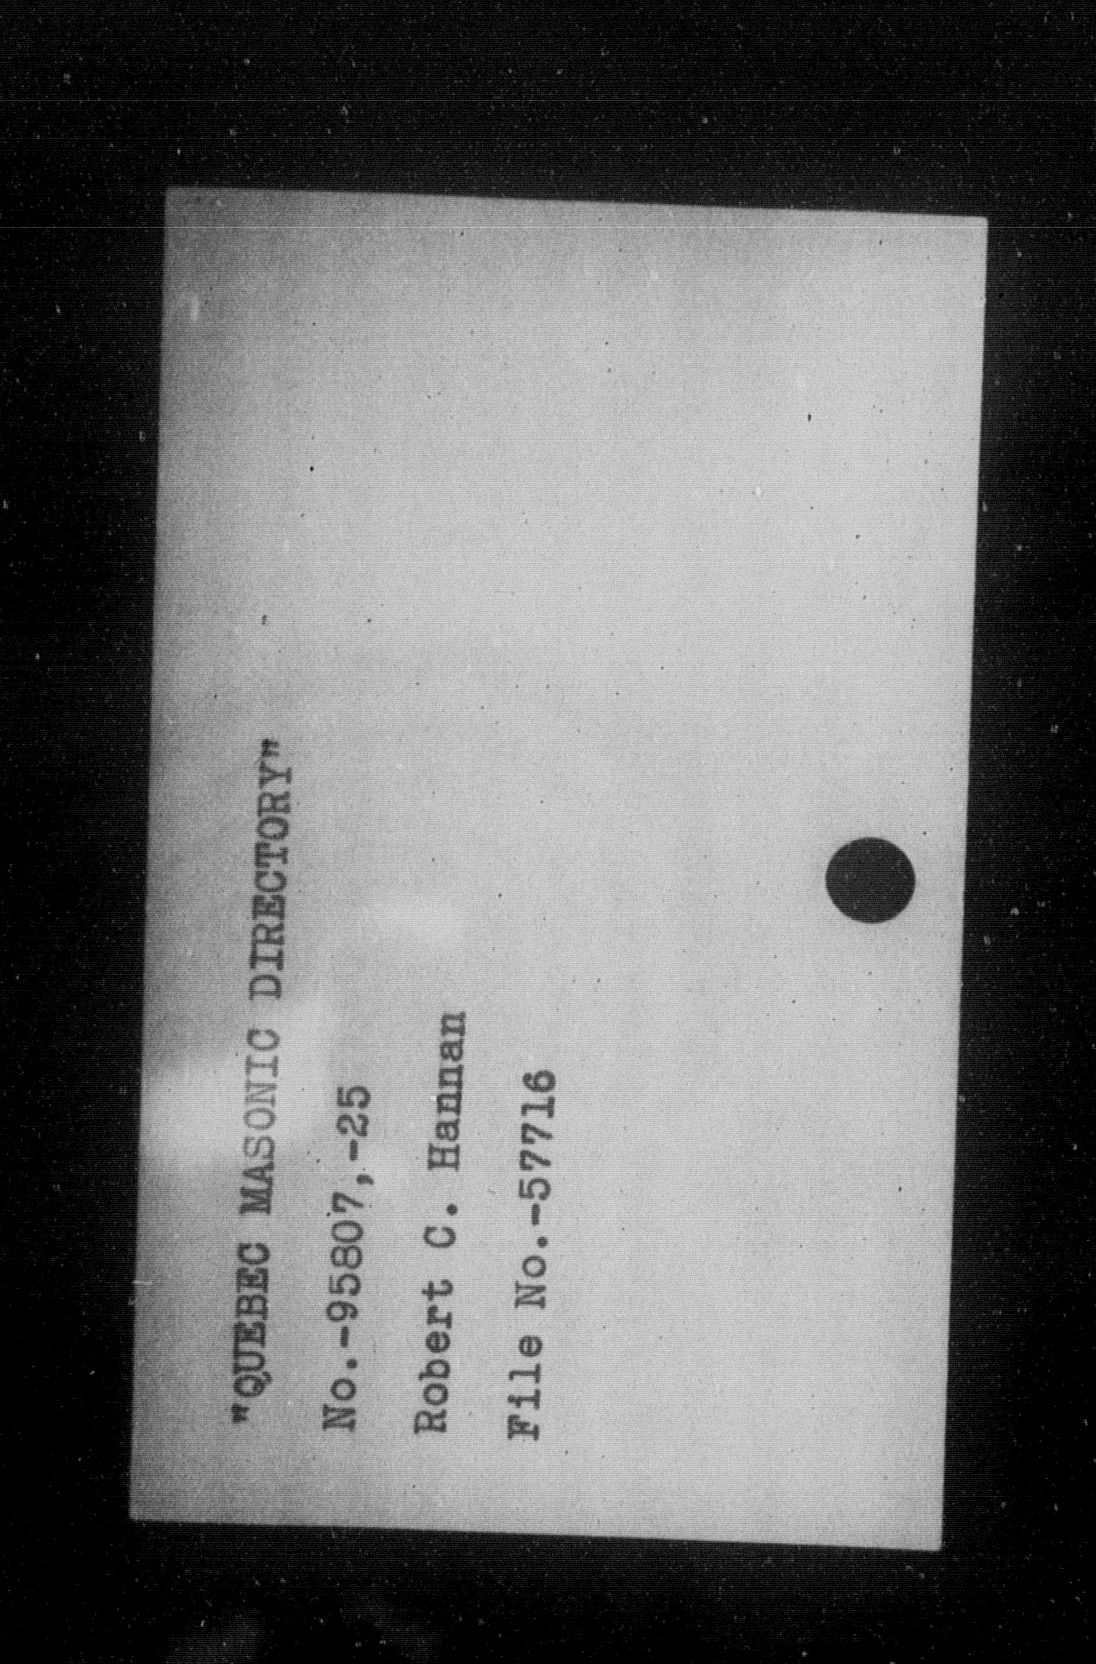 "QUEBEC MASONIC DIRECTORY"
No.-95807,-25
Robert C. Hannan
File No.-57716